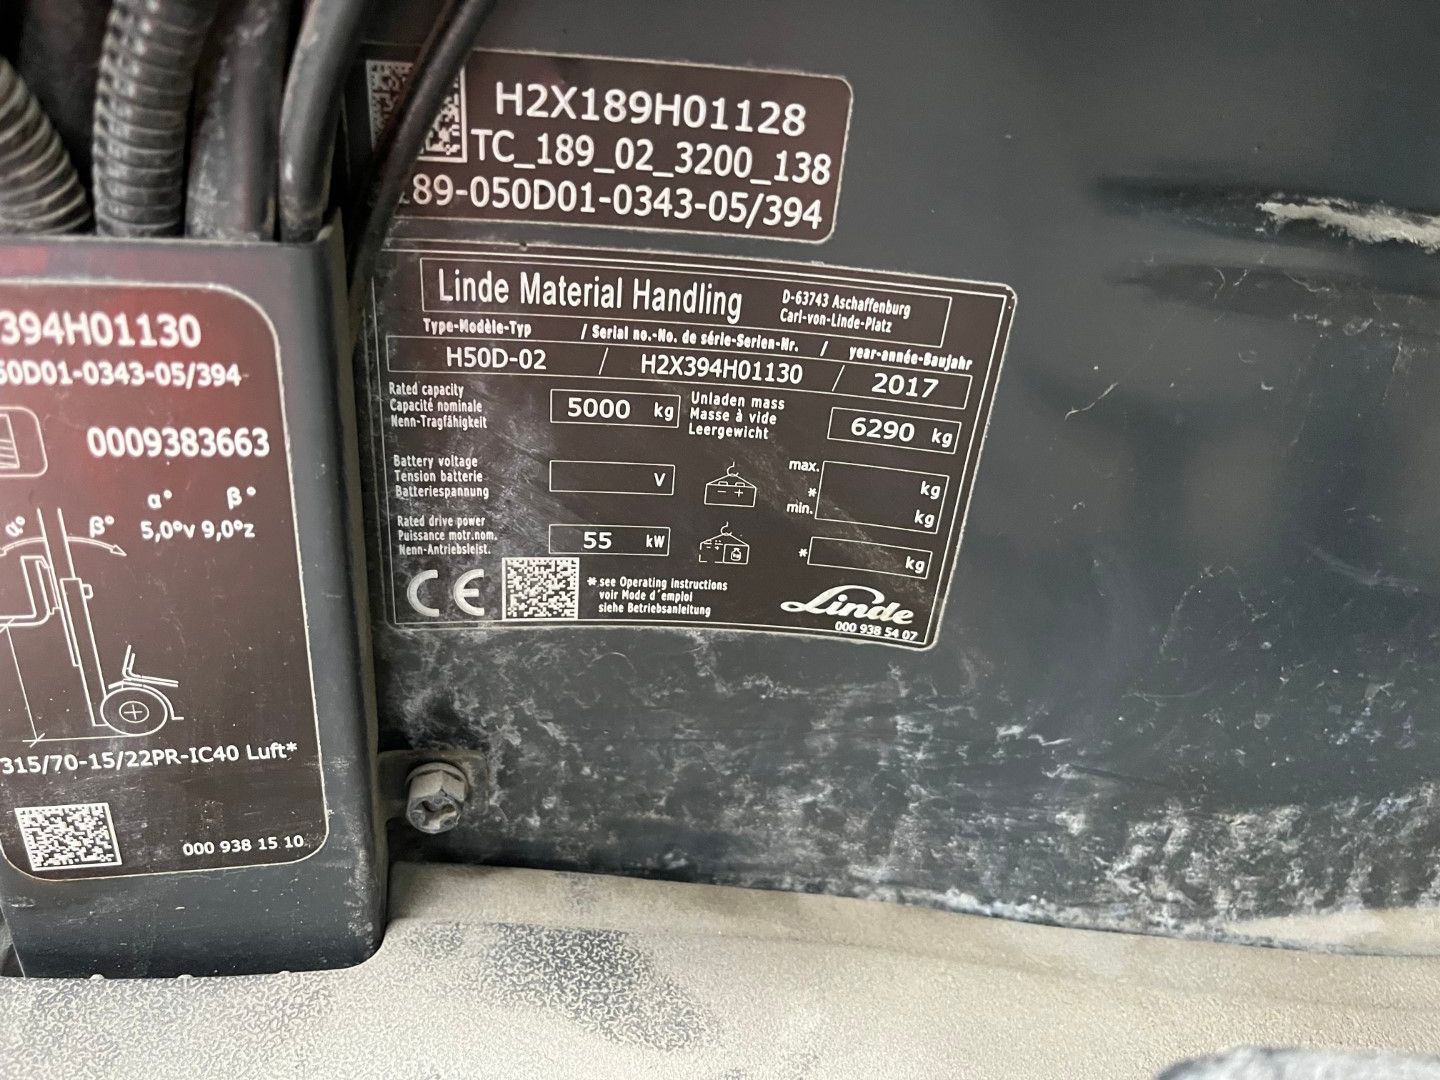 H2X189H01128
TC_189_02_3200_138
89-050D01-0343-05/394
Linde Material Handling
D-63743 Aschaffenburg
Carl-von-Linde-Platz
Type-Modèle-Typ / Serial no.-No. de série-Serien-Nr. / year-année-Baujahr
H50D-02 / H2X394H01130 / 2017
Rated capacity
Capacité nominale
Nenn-Tragfähigkeit
5000 kg
Unladen mass
Masse à vide
Leergewicht
6290 kg
Battery voltage
Tension batterie
Batteriespannung
V
max.
*
min.
kg
kg
Rated drive power
Puissance motr.nom.
Nenn-Antriebsleist.
55 kW
* kg
CE
* see Operating instructions
voir Mode d'emploi
siehe Betriebsanleitung
Linde
000 938 54 07
394H01130
50D01-0343-05/394
0009383663
α° β°
5,0°v 9,0°z
α° β°
315/70-15/22PR-IC40 Luft*
000 938 15 10